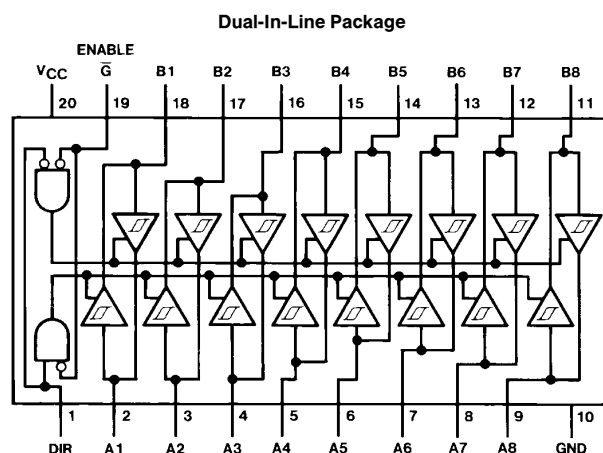 Dual-In-Line Package
ENABLE
VCC G̅ B1 B2 B3 B4 B5 B6 B7 B8
20 19 18 17 16 15 14 13 12 11
1 2 3 4 5 6 7 8 9 10
DIR A1 A2 A3 A4 A5 A6 A7 A8 GND